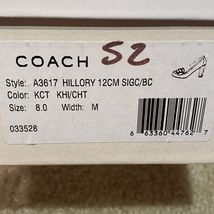 COACH S2
Style: A3617 HILLORY 12CM SIGC/BC
Color: KCT KHI/CHT
Size: 8.0 Width: M
033528
6 63360 44762 7